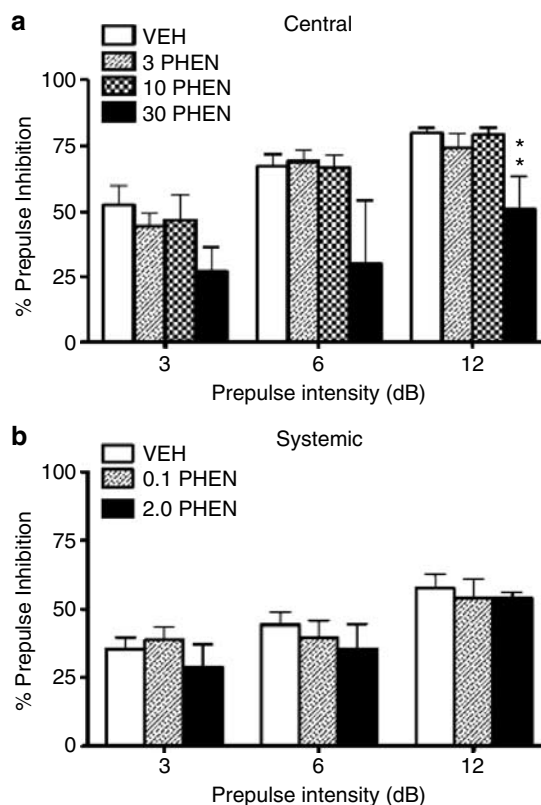 a
Central
VEH
3 PHEN
10 PHEN
30 PHEN
% Prepulse Inhibition
100
75
50
25
0
*
*
3 6 12
Prepulse intensity (dB)
b
Systemic
VEH
0.1 PHEN
2.0 PHEN
% Prepulse Inhibition
100
75
50
25
0
3 6 12
Prepulse intensity (dB)